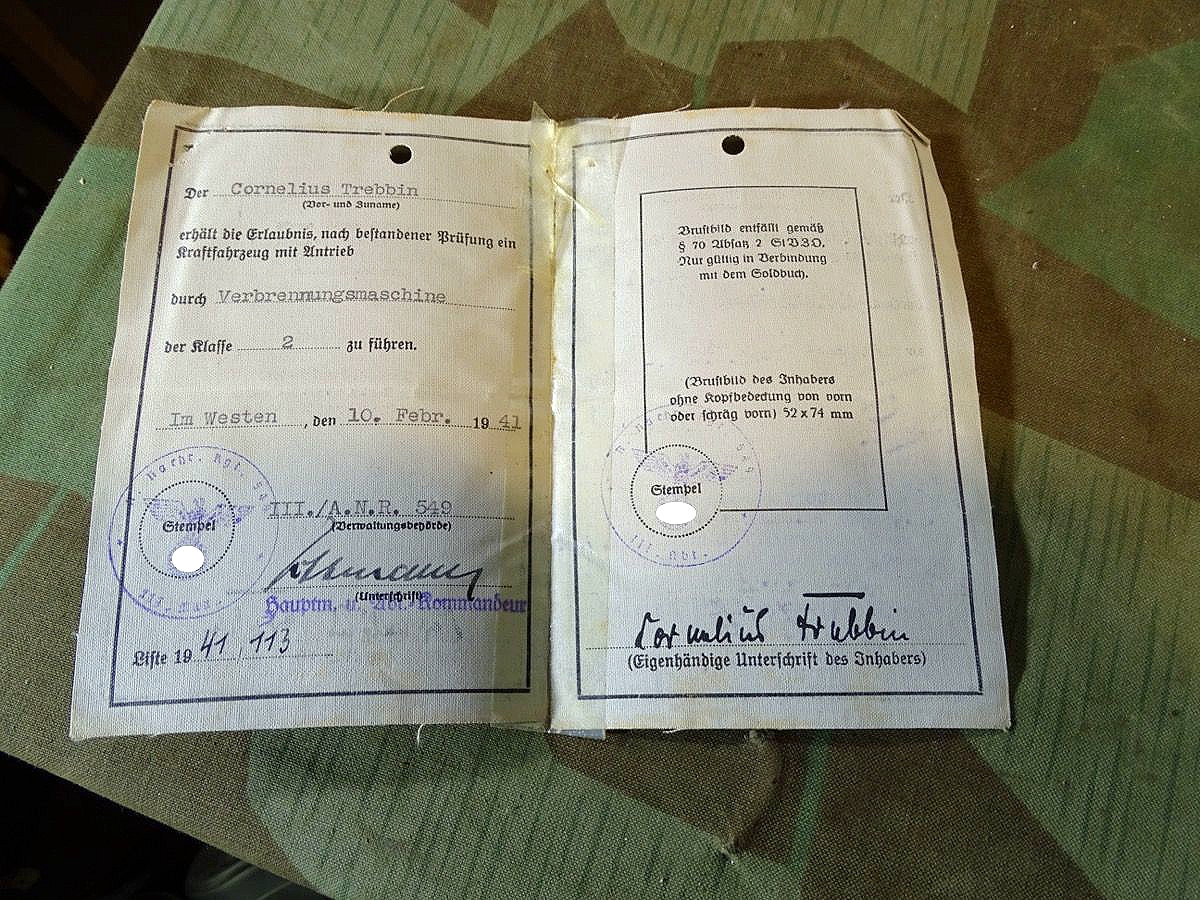 Der Cornelius Trebbin
(Vor- und Zuname)
erhält die Erlaubnis, nach bestandener Prüfung ein
Kraftfahrzeug mit Antrieb
durch Verbrennungsmaschine
der Klasse 2 zu führen.
Im Westen, den 10. Febr. 1941
Stempel
III./A.N.R. 549
(Verwaltungsbehörde)
(Unterschrift)
Hauptm. u. Abt. Kommandeur
Liste 1941, 113
Brustbild entfällt gemäß
§ 70 Absatz 2 StVZO.
Nur gültig in Verbindung
mit dem Soldbuch.
(Brustbild des Inhabers
ohne Kopfbedeckung von vorn
oder schräg vorn) 52 x 74 mm
Stempel
III. Abt.
Cornelius Trebbin
(Eigenhändige Unterschrift des Inhabers)